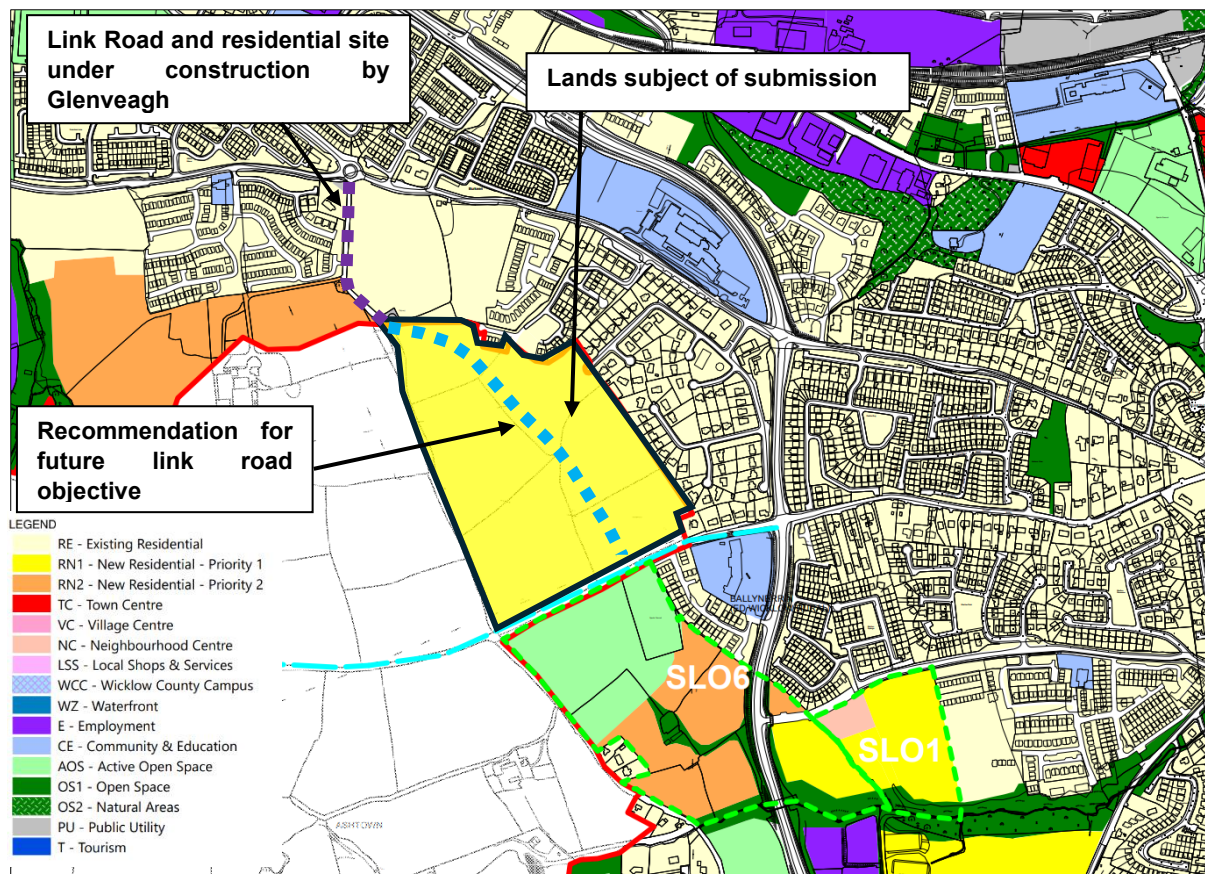 Link Road and residential site
under construction by
Glenveagh
Lands subject of submission
Recommendation for
future link road
objective
LEGEND
RE - Existing Residential
RN1 - New Residential - Priority 1
RN2 - New Residential - Priority 2
TC - Town Centre
VC - Village Centre
NC - Neighbourhood Centre
LSS - Local Shops & Services
WCC - Wicklow County Campus
WZ - Waterfront
E - Employment
CE - Community & Education
AOS - Active Open Space
OS1 - Open Space
OS2 - Natural Areas
PU - Public Utility
T - Tourism
SLO6
SLO1
ASHTOWN